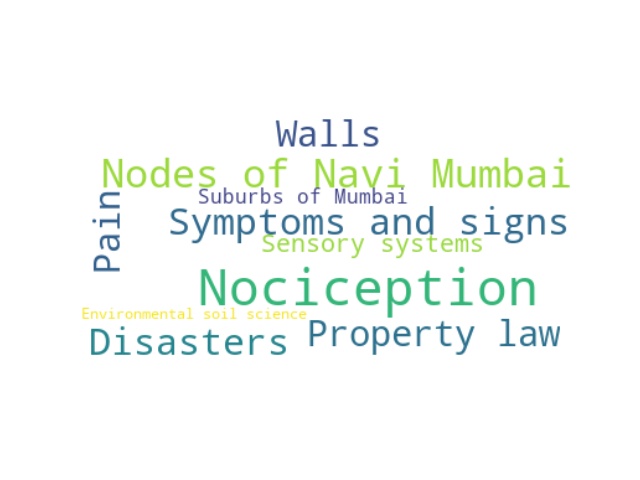 Walls
Nodes of Navi Mumbai
Suburbs of Mumbai
Pain
Symptoms and signs
Sensory systems
Nociception
Environmental soil science
Disasters
Property law